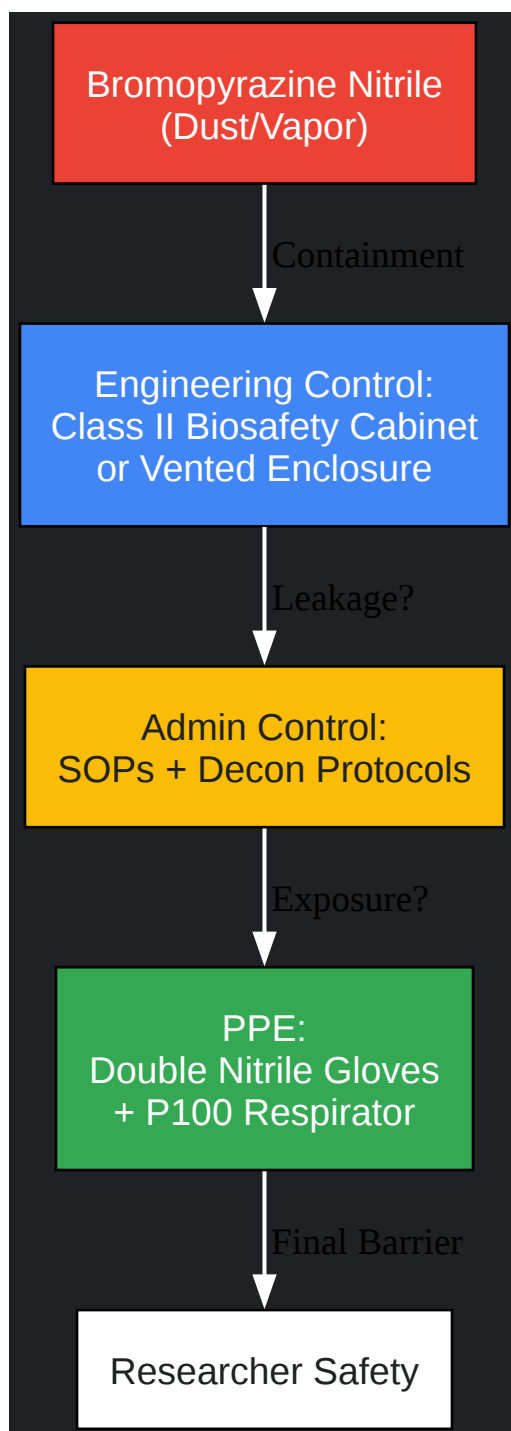 Bromopyrazine Nitrile
(Dust/Vapor)
Containment
Engineering Control:
Class II Biosafety Cabinet
or Vented Enclosure
Leakage?
Admin Control:
SOPs + Decon Protocols
Exposure?
PPE:
Double Nitrile Gloves
+ P100 Respirator
Final Barrier
Researcher Safety